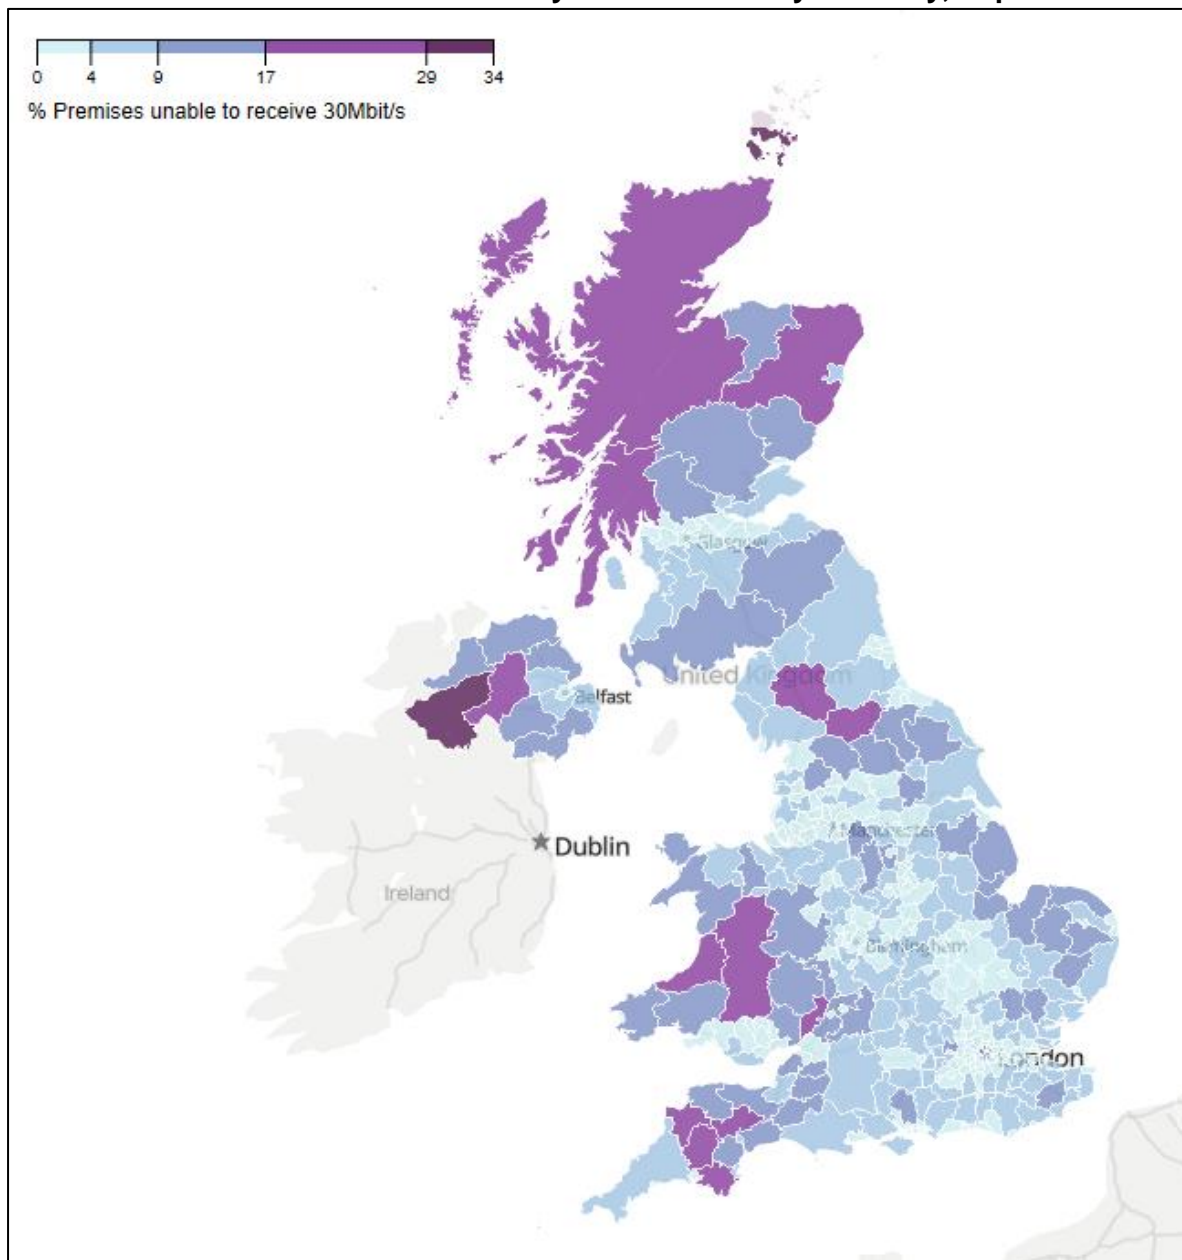 0 4 9 17 29 34
% Premises unable to receive 30Mbit/s
Glasgow
United Kingdom
Belfast
Manchester
Dublin
Ireland
Birmingham
London